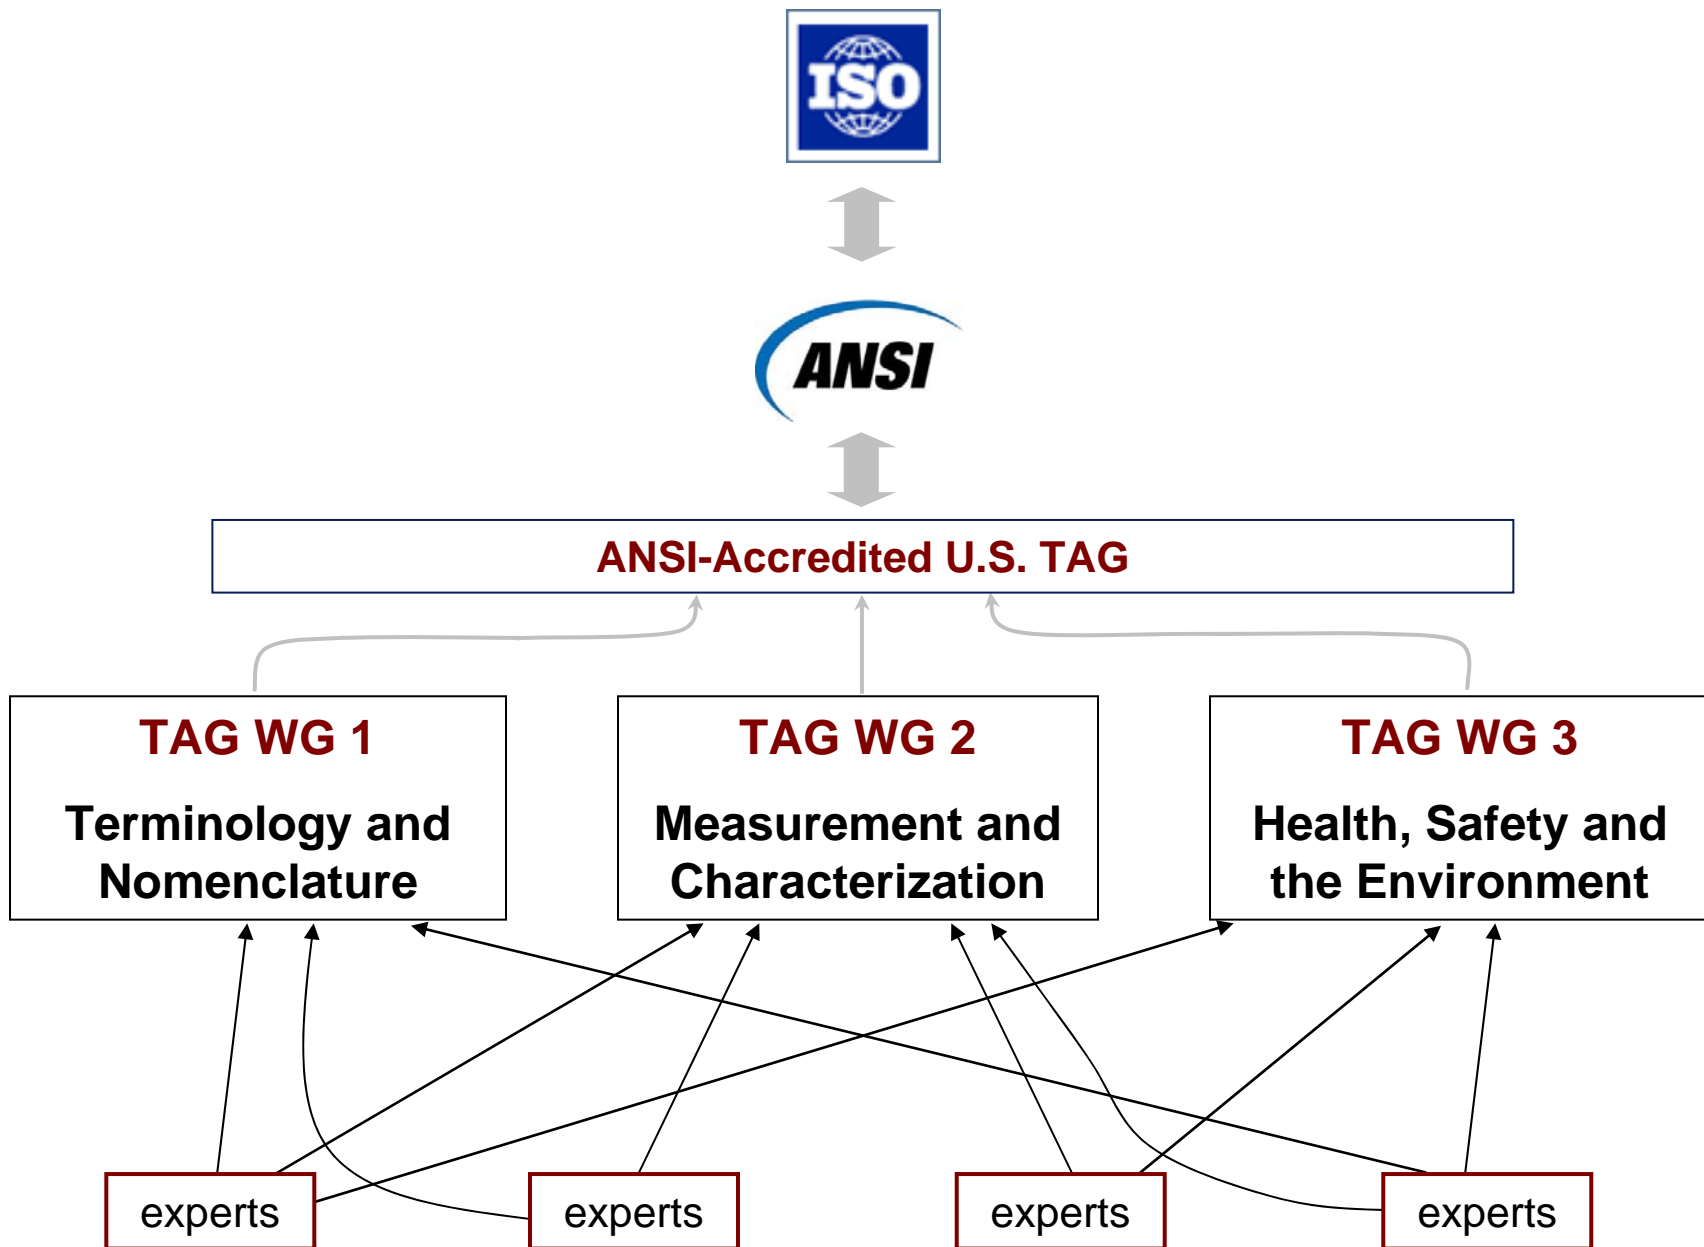 ISO
ANSI
ANSI-Accredited U.S. TAG
TAG WG 1
Terminology and
Nomenclature
TAG WG 2
Measurement and
Characterization
TAG WG 3
Health, Safety and
the Environment
experts
experts
experts
experts